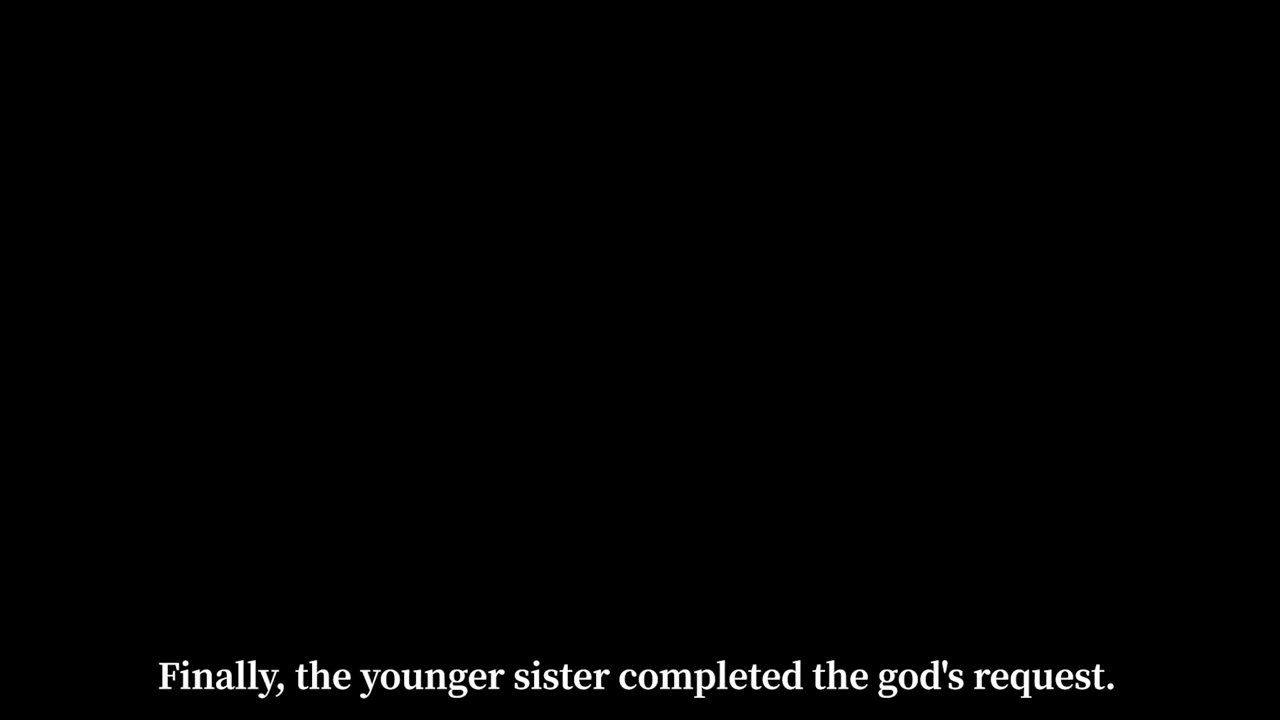 Finally, the younger sister completed the god's request.